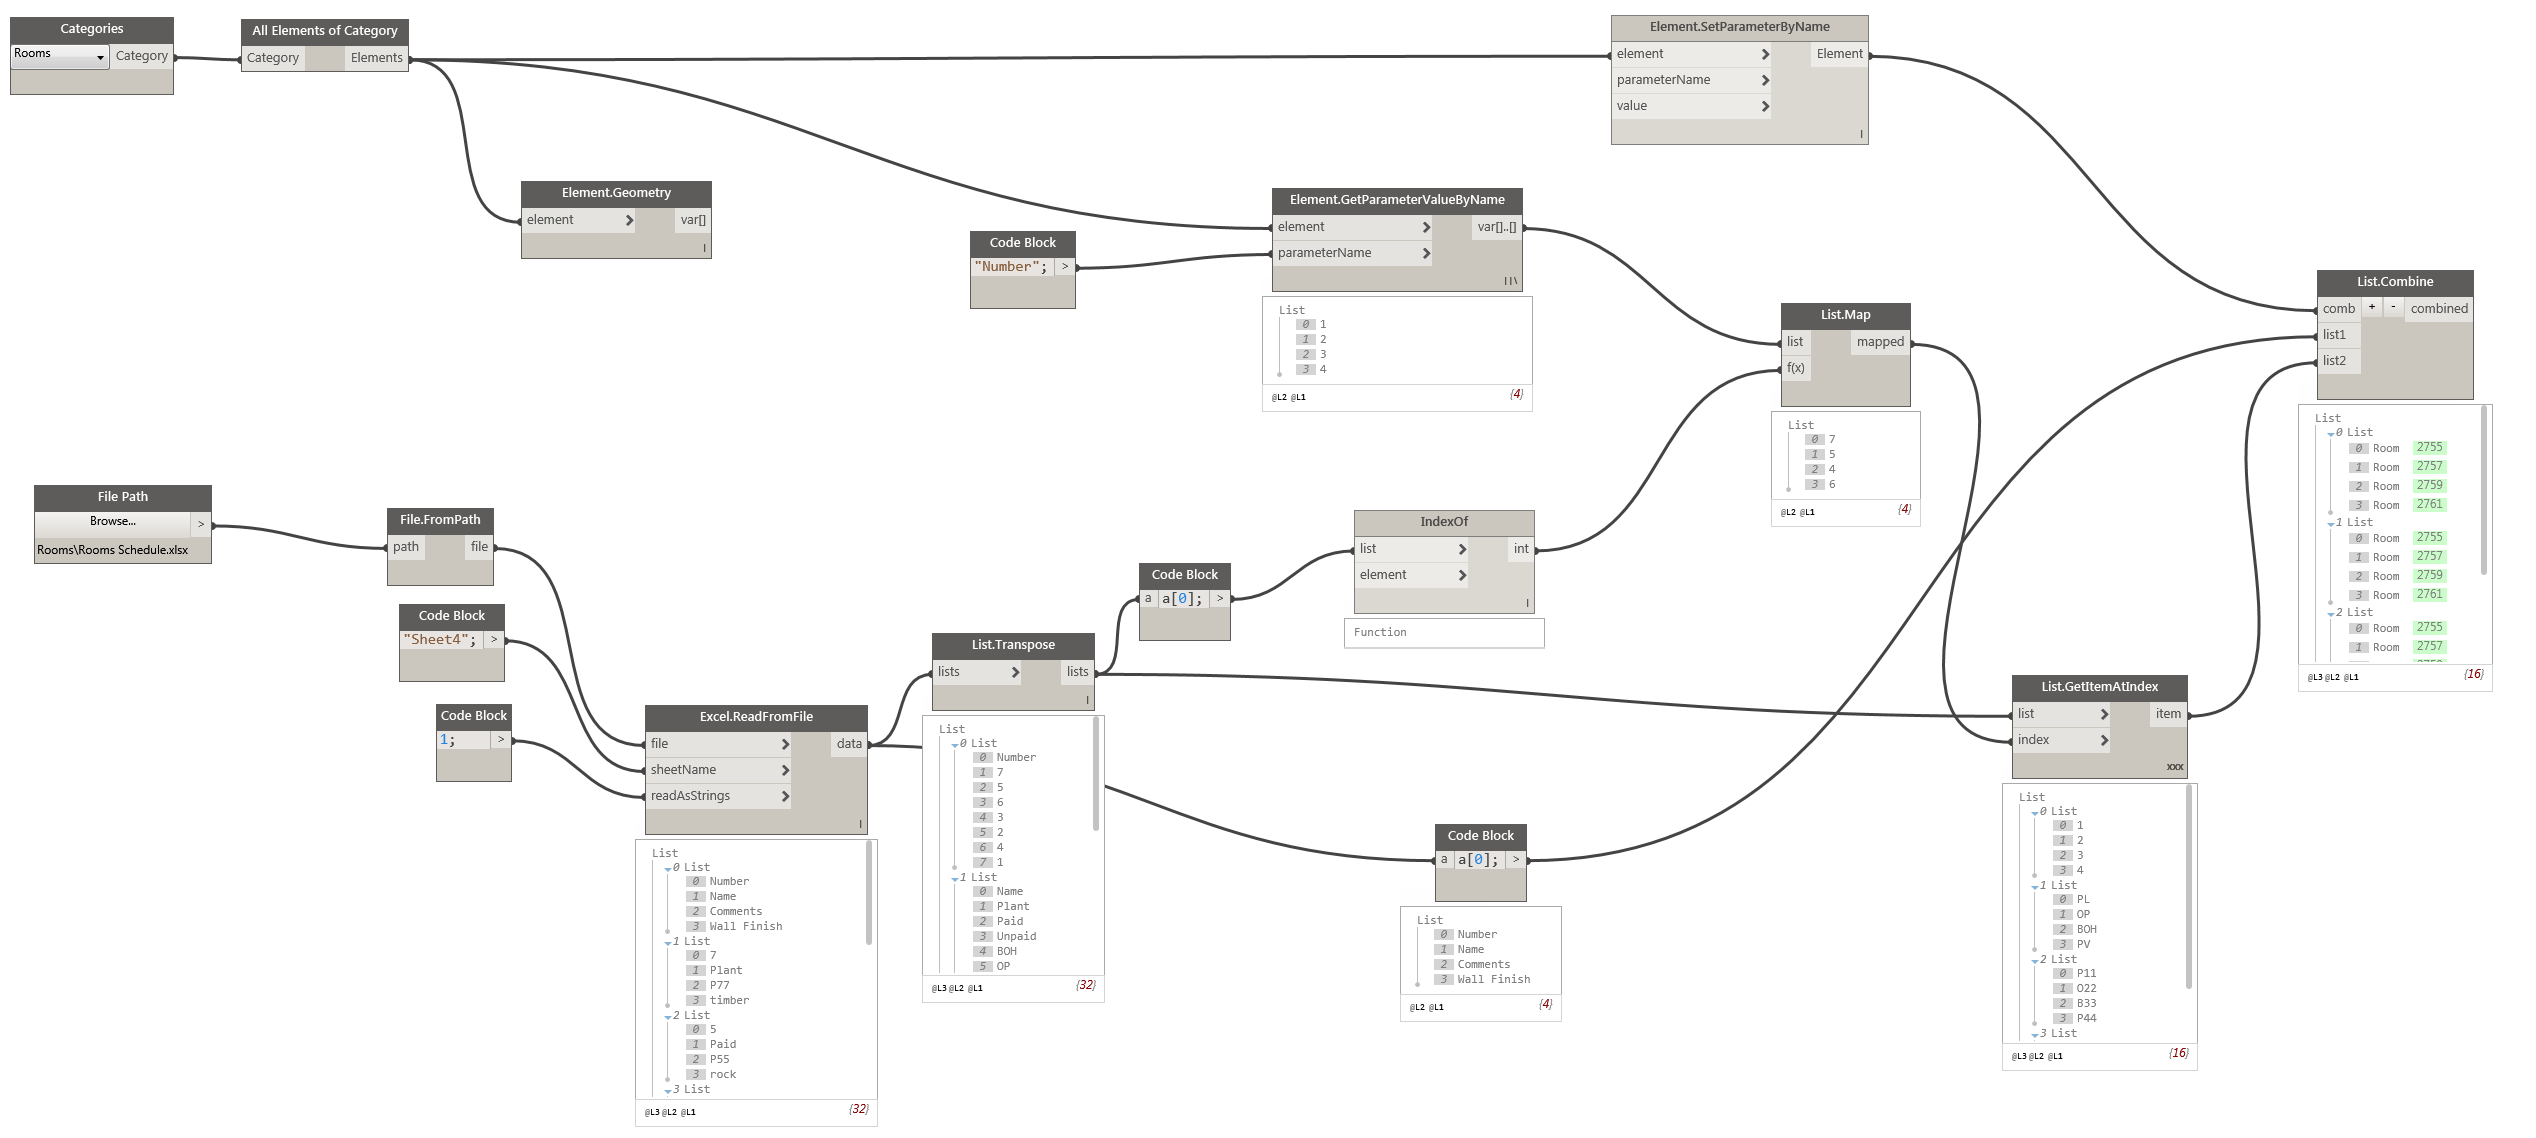 Categories
Rooms
Category
All Elements of Category
Category
Elements
Element.SetParameterByName
element
Element
parameterName
value
Element.Geometry
element
var[]
Code Block
"Number";
>
Element.GetParameterValueByName
element
var[]..[]
parameterName
List
0 1
1 2
2 3
3 4
@L2 @L1
{4}
List.Map
list
mapped
f(x)
List
0 7
1 5
2 4
3 6
@L2 @L1
{4}
List.Combine
comb
+
-
combined
list1
list2
List
0 List
0 Room 2755
1 Room 2757
2 Room 2759
3 Room 2761
1 List
0 Room 2755
1 Room 2757
2 Room 2759
3 Room 2761
2 List
0 Room 2755
1 Room 2757
@L3 @L2 @L1
{16}
File Path
Browse...
>
Rooms\Rooms Schedule.xlsx
File.FromPath
path
file
Code Block
"Sheet4";
>
Code Block
1;
>
Excel.ReadFromFile
file
data
sheetName
readAsStrings
List
0 List
0 Number
1 Name
2 Comments
3 Wall Finish
1 List
0 7
1 Plant
2 P77
3 timber
2 List
0 5
1 Paid
2 P55
3 rock
3 List
@L3 @L2 @L1
{32}
List.Transpose
lists
lists
List
0 List
0 Number
1 7
2 5
3 6
4 3
5 2
6 4
7 1
1 List
0 Name
1 Plant
2 Paid
3 Unpaid
4 BOH
5 OP
@L3 @L2 @L1
{32}
Code Block
a
a[0];
>
IndexOf
list
int
element
Function
Code Block
a
a[0];
>
List
0 Number
1 Name
2 Comments
3 Wall Finish
@L2 @L1
{4}
List.GetItemAtIndex
list
item
index
xxx
List
0 List
0 1
1 2
2 3
3 4
1 List
0 PL
1 OP
2 BOH
3 PV
2 List
0 P11
1 O22
2 B33
3 P44
3 List
@L3 @L2 @L1
{16}